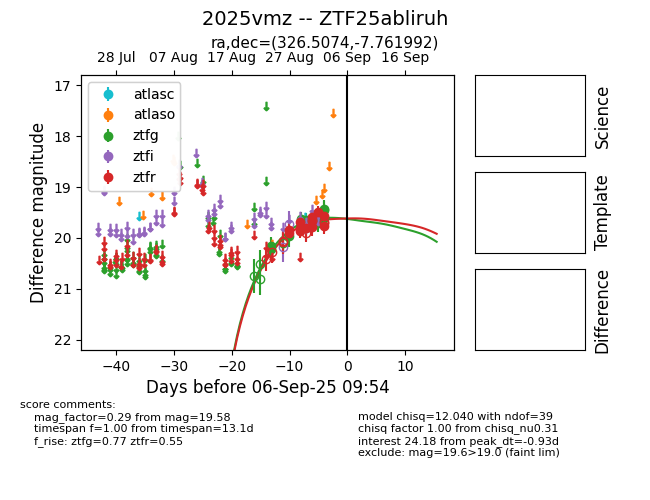 2025vmz -- ZTF25abliruh
ra,dec=(326.5074,-7.761992)
28 Jul 07 Aug 17 Aug 27 Aug 06 Sep 16 Sep
17
18
19
20
21
22
Difference magnitude
atlasc
atlaso
ztfg
ztfi
ztfr
−40 −30 −20 −10 0 10
Days before 06-Sep-25 09:54
Science
Template
Difference
score comments:
mag_factor=0.29 from mag=19.58
timespan f=1.00 from timespan=13.1d
f_rise: ztfg=0.77 ztfr=0.55
model chisq=12.040 with ndof=39
chisq factor 1.00 from chisq_nu0.31
interest 24.18 from peak_dt=-0.93d
exclude: mag=19.6>19.0 (faint lim)